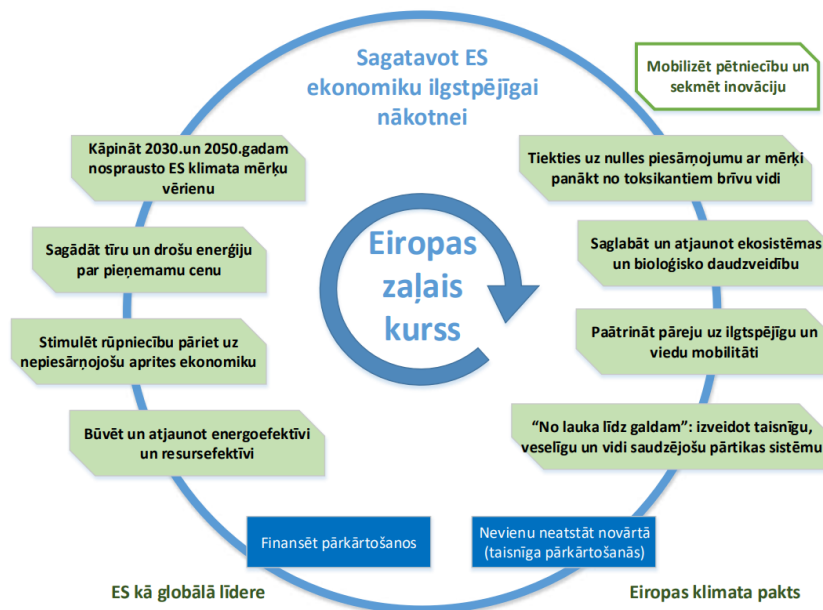 Sagatavot ES
ekonomiku ilgstpējīgai
nākotnei
Mobilizēt pētniecību un
sekmēt inovāciju
Kāpināt 2030.un 2050.gadam
nosprausto ES klimata mērķu
vērienu
Tiekties uz nulles piesārņojumu ar mērķi
panākt no toksikantiem brīvu vidi
Sagādāt tīru un drošu enerģiju
par pieņemamu cenu
Eiropas
zaļais
kurss
Saglabāt un atjaunot ekosistēmas
un bioloģisko daudzveidību
Stimulēt rūpniecību pāriet uz
nepiesārņojošu aprites ekonomiku
Paātrināt pāreju uz ilgtspējīgu un
viedu mobilitāti
Būvēt un atjaunot energoefektīvi
un resursefektīvi
“No lauka līdz galdam”: izveidot taisnīgu,
veselīgu un vidi saudzējošu pārtikas sistēmu
Finansēt pārkārtošanos
Nevienu neatstāt novārtā
(taisnīga pārkārtošanās)
ES kā globālā līdere
Eiropas klimata pakts